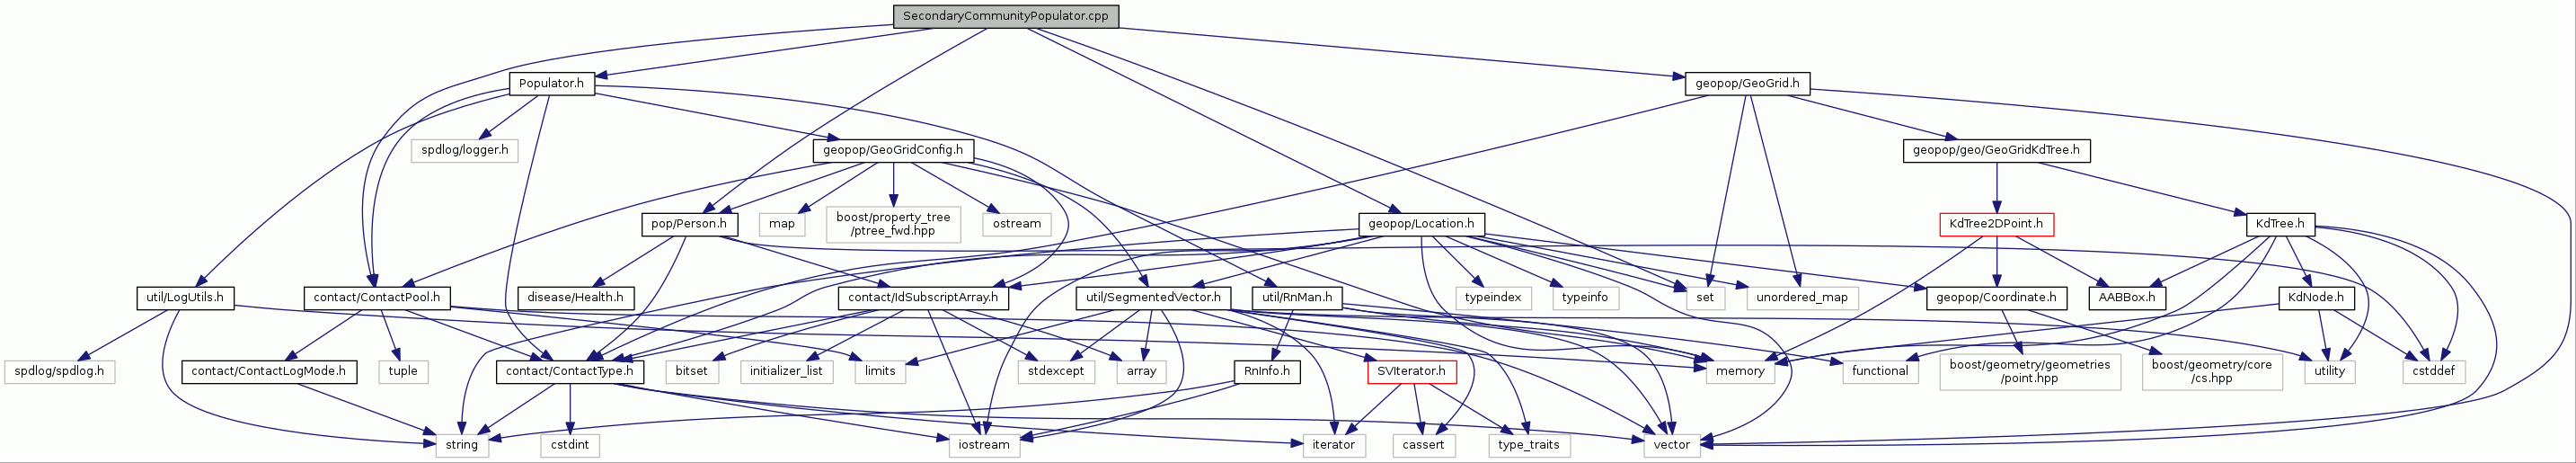 SecondaryCommunityPopulator.cpp
Populator.h
geopop/GeoGrid.h
spdlog/logger.h
geopop/GeoGridConfig.h
geopop/geo/GeoGridKdTree.h
pop/Person.h
map
boost/property_tree
/ptree_fwd.hpp
ostream
geopop/Location.h
KdTree2DPoint.h
KdTree.h
util/LogUtils.h
contact/ContactPool.h
disease/Health.h
contact/IdSubscriptArray.h
util/SegmentedVector.h
util/RnMan.h
typeindex
typeinfo
set
unordered_map
geopop/Coordinate.h
AABBox.h
KdNode.h
spdlog/spdlog.h
contact/ContactLogMode.h
tuple
contact/ContactType.h
bitset
initializer_list
limits
stdexcept
array
RnInfo.h
SVIterator.h
memory
functional
boost/geometry/geometries
/point.hpp
boost/geometry/core
/cs.hpp
utility
cstddef
string
cstdint
iostream
iterator
cassert
type_traits
vector